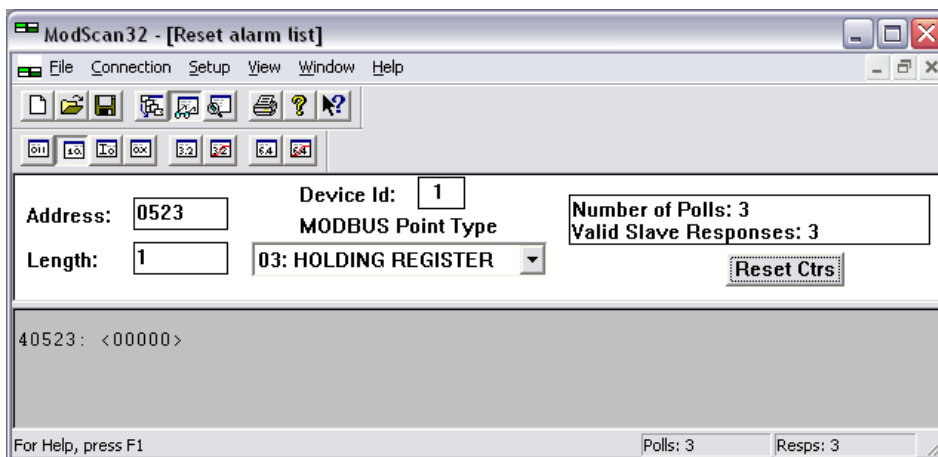 ModScan32 - [Reset alarm list]
File Connection Setup View Window Help
Address: 0523
Device Id: 1
MODBUS Point Type
Length: 1
03: HOLDING REGISTER
Number of Polls: 3
Valid Slave Responses: 3
Reset Ctrs
40523: <00000>
For Help, press F1
Polls: 3
Resps: 3